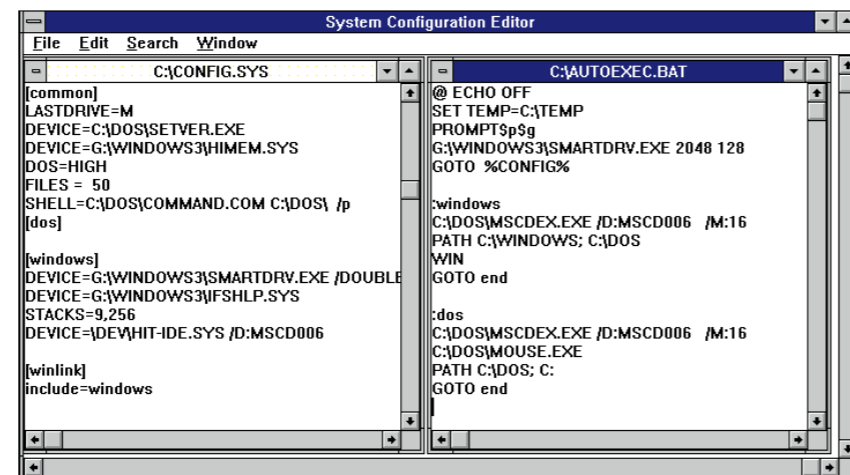 System Configuration Editor
File Edit Search Window
C:\CONFIG.SYS
[common]
LASTDRIVE=M
DEVICE=C:\DOS\SETVER.EXE
DEVICE=G:\WINDOWS3\HIMEM.SYS
DOS=HIGH
FILES = 50
SHELL=C:\DOS\COMMAND.COM C:\DOS\ /p
[dos]
[windows]
DEVICE=G:\WINDOWS3\SMARTDRV.EXE /DOUBLE
DEVICE=G:\WINDOWS3\IFSHLP.SYS
STACKS=9,256
DEVICE=\DEV\HIT-IDE.SYS /D:MSCD006
[winlink]
include=windows
C:\AUTOEXEC.BAT
@ ECHO OFF
SET TEMP=C:\TEMP
PROMPT$p$g
G:\WINDOWS3\SMARTDRV.EXE 2048 128
GOTO %CONFIG%
:windows
C:\DOS\MSCDEX.EXE /D:MSCD006 /M:16
PATH C:\WINDOWS; C:\DOS
WIN
GOTO end
:dos
C:\DOS\MSCDEX.EXE /D:MSCD006 /M:16
C:\DOS\MOUSE.EXE
PATH C:\DOS; C:
GOTO end